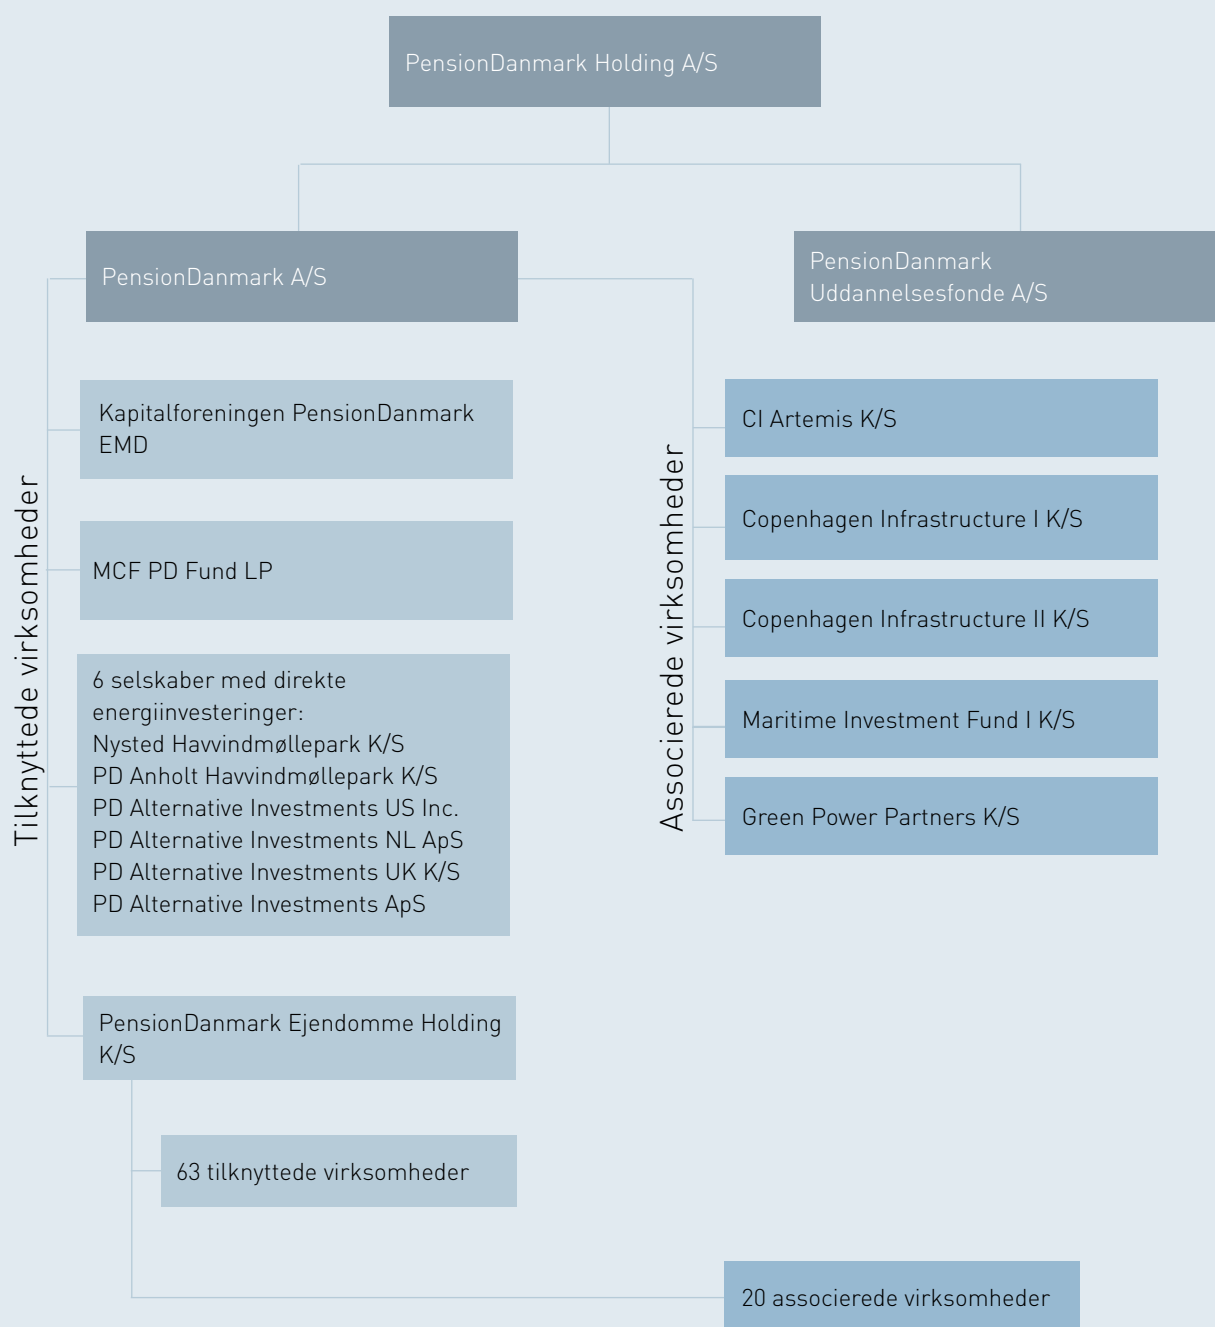 PensionDanmark Holding A/S
PensionDanmark A/S
PensionDanmark
Uddannelsesfonde A/S
Tilknyttede virksomheder
Kapitalforeningen PensionDanmark
EMD
MCF PD Fund LP
6 selskaber med direkte
energiinvesteringer:
Nysted Havvindmøllepark K/S
PD Anholt Havvindmøllepark K/S
PD Alternative Investments US Inc.
PD Alternative Investments NL ApS
PD Alternative Investments UK K/S
PD Alternative Investments ApS
PensionDanmark Ejendomme Holding
K/S
63 tilknyttede virksomheder
Associerede virksomheder
CI Artemis K/S
Copenhagen Infrastructure I K/S
Copenhagen Infrastructure II K/S
Maritime Investment Fund I K/S
Green Power Partners K/S
20 associerede virksomheder